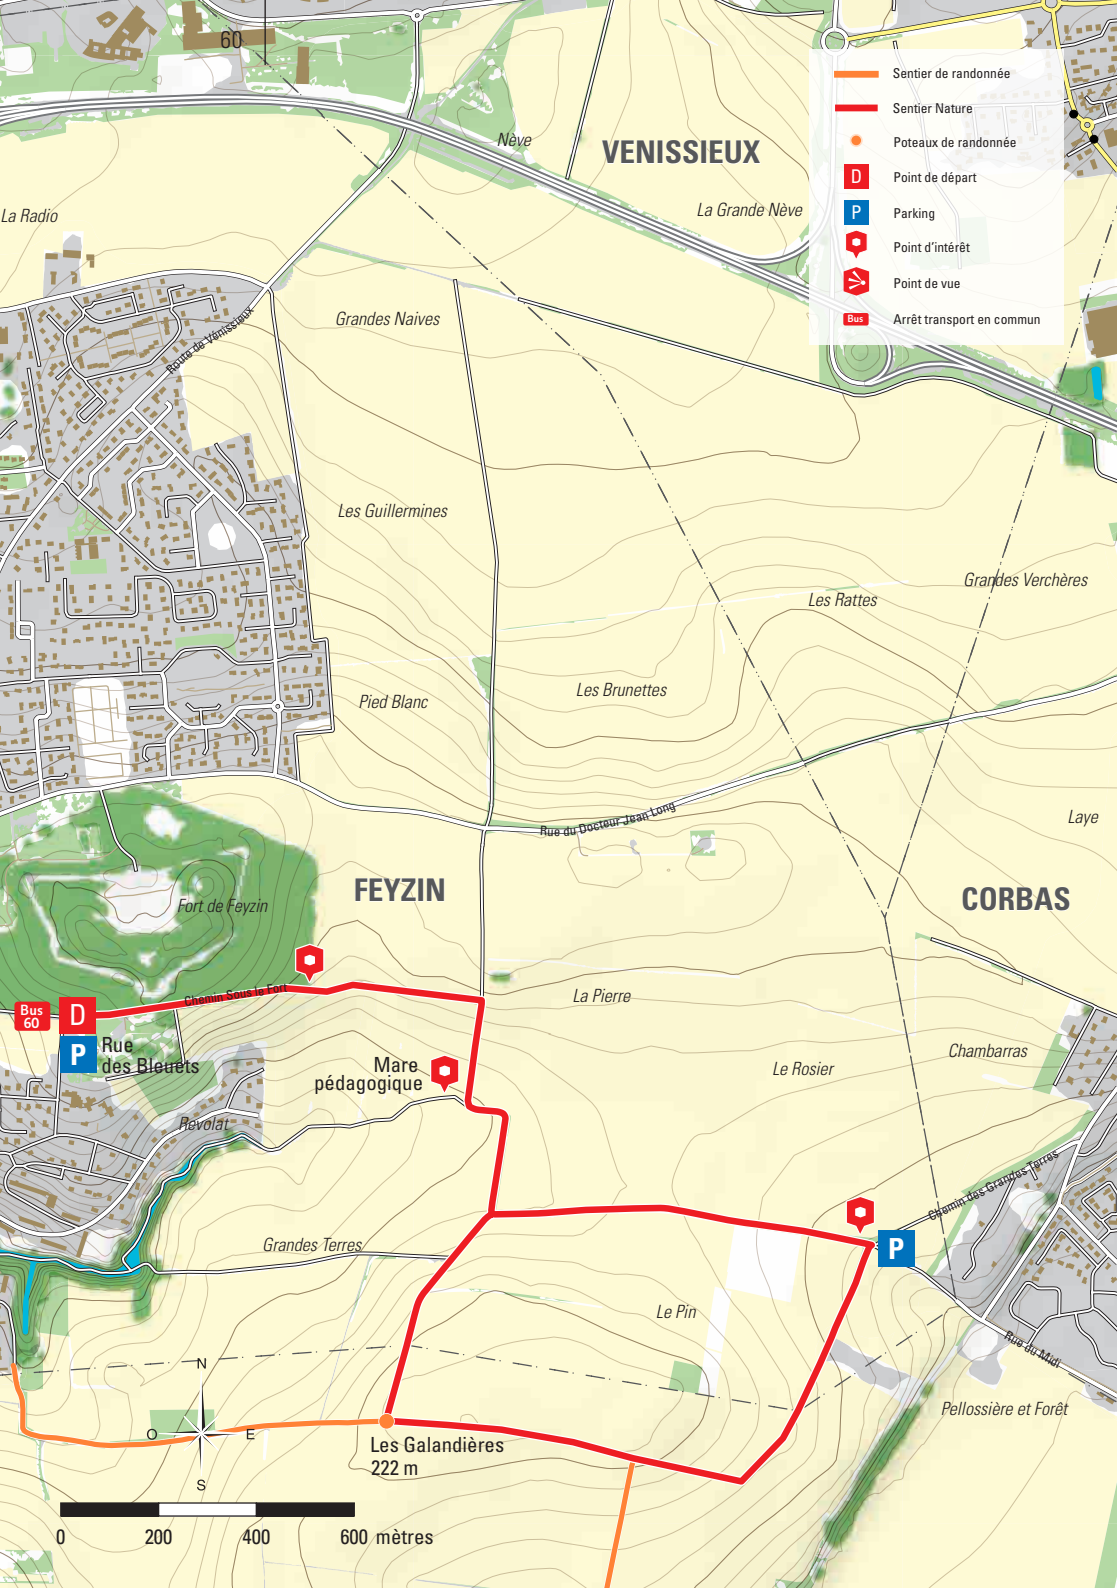 60
Nève
VENISSIEUX
La Radio
La Grande Nève
Sentier de randonnée
Sentier Nature
Poteaux de randonnée
D Point de départ
P Parking
Point d'intérêt
Point de vue
Bus Arrêt transport en commun
Route de Vénissieux
Grandes Naives
Les Guillermines
Grandes Verchères
Les Rattes
Les Brunettes
Pied Blanc
Rue du Docteur Jean Long
Laye
FEYZIN
CORBAS
Fort de Feyzin
Chemin Sous le Fort
La Pierre
Bus
60
D
P
Rue
des Bleuets
Mare
pédagogique
Le Rosier
Chambarras
Revolat
Chemin des Grandes Terres
Grandes Terres
P
Le Pin
Rue du Midi
Pellossière et Forêt
N
O
E
S
Les Galandières
222 m
0 200 400 600 mètres